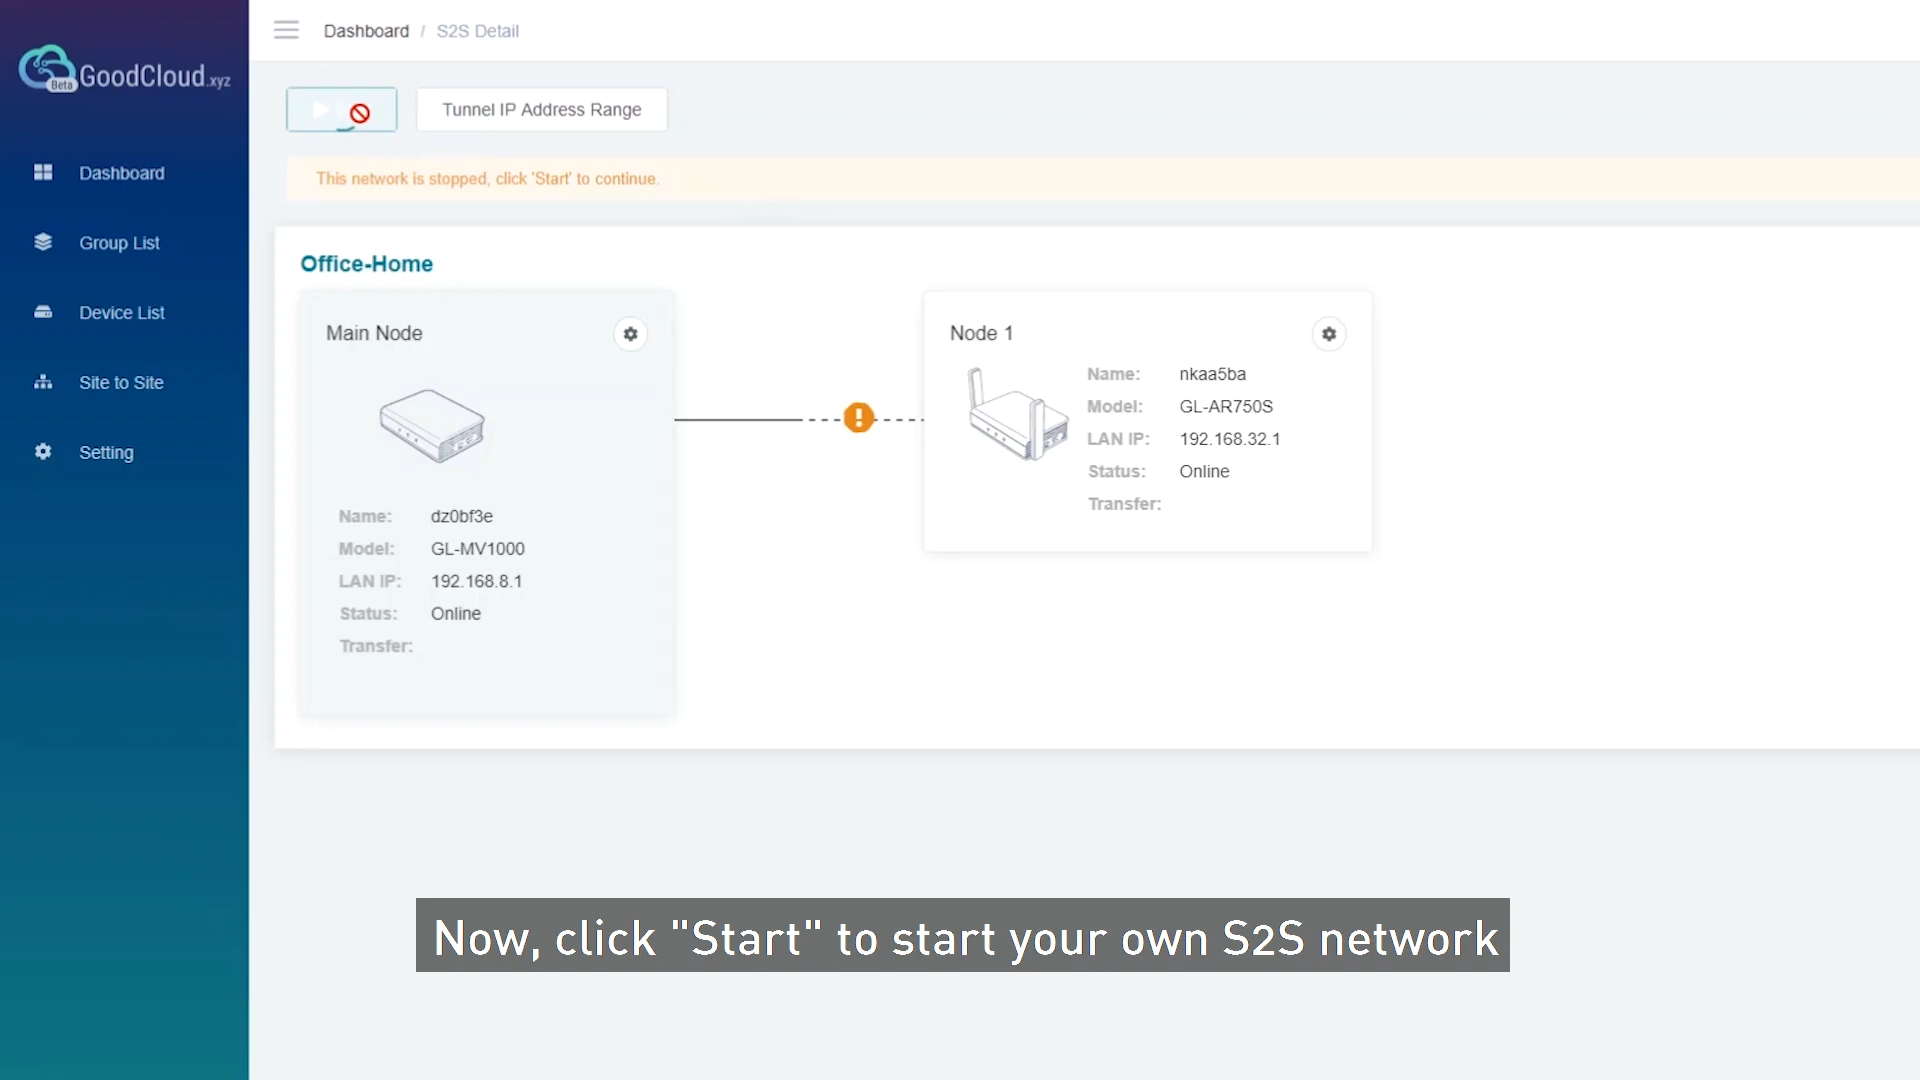 Dashboard / S2S Detail
Beta GoodCloud.xyz
Tunnel IP Address Range
This network is stopped, click 'Start' to continue.
Dashboard
Group List
Device List
Site to Site
Setting
Office-Home
Main Node
Name: dz0bf3e
Model: GL-MV1000
LAN IP: 192.168.8.1
Status: Online
Transfer:
Node 1
Name: nkaa5ba
Model: GL-AR750S
LAN IP: 192.168.32.1
Status: Online
Transfer:
Now, click "Start" to start your own S2S network